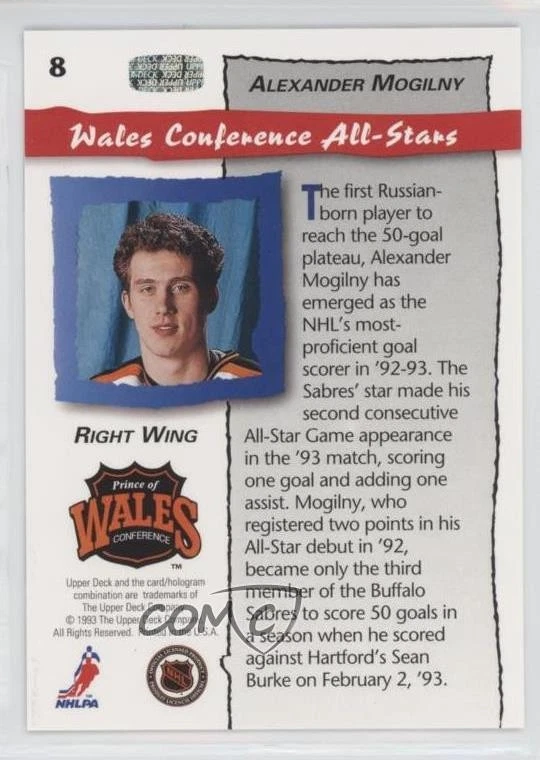 8
ALEXANDER MOGILNY
Wales Conference All-Stars
The first Russian-
born player to
reach the 50-goal
plateau, Alexander
Mogilny has
emerged as the
NHL's most-
proficient goal
scorer in '92-93. The
Sabres' star made his
second consecutive
All-Star Game appearance
in the '93 match, scoring
one goal and adding one
assist. Mogilny, who
registered two points in his
All-Star debut in '92,
became only the third
member of the Buffalo
Sabres to score 50 goals in
a season when he scored
against Hartford's Sean
Burke on February 2, '93.
RIGHT WING
Prince of
WALES
CONFERENCE
TM
Upper Deck and the card/hologram
combination are trademarks of
The Upper Deck Company.
© 1993 The Upper Deck Company.
All Rights Reserved. Printed in the U.S.A.
COMC
NHLPA
NHL